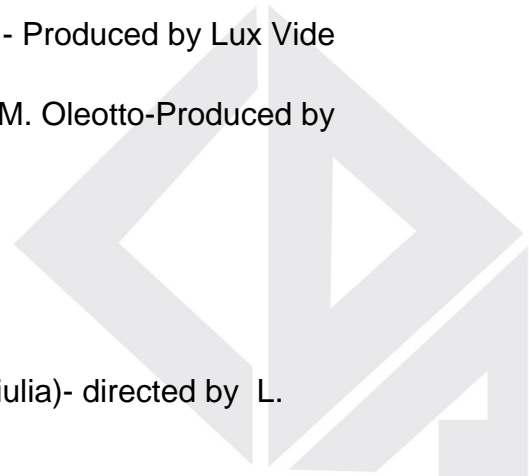 - Produced by Lux Vide
M. Oleotto-Produced by
iulia)- directed by L.